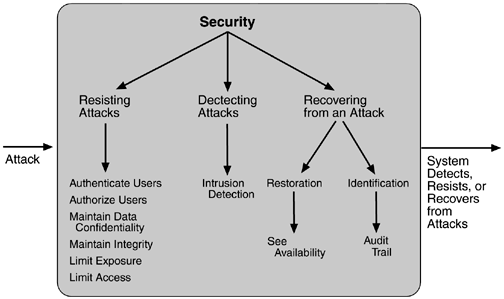 Security
Resisting
Attacks
Dectecting
Attacks
Recovering
from an Attack
Attack
Authenticate Users
Authorize Users
Maintain Data
Confidentiality
Maintain Integrity
Limit Exposure
Limit Access
Intrusion
Detection
Restoration
Identification
See
Availability
Audit
Trail
System
Detects,
Resists, or
Recovers
from
Attacks